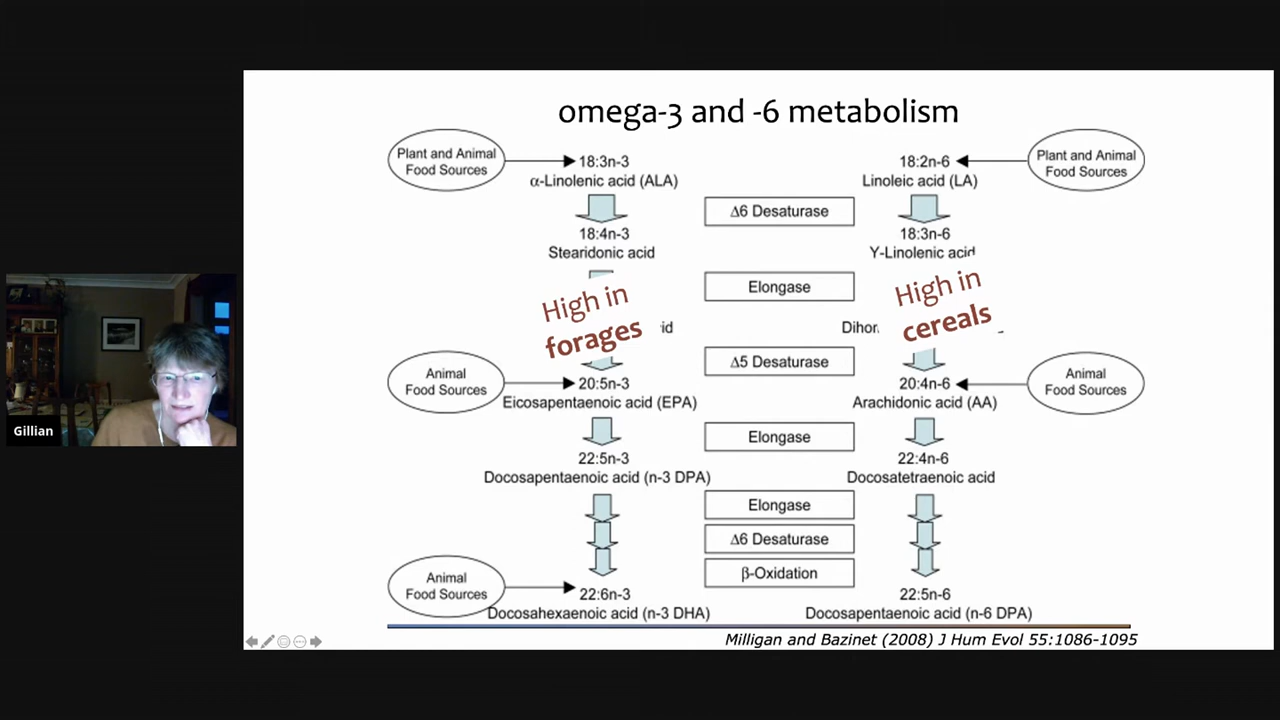 omega-3 and -6 metabolism
Plant and Animal
Food Sources
18:3n-3
α-Linolenic acid (ALA)
18:2n-6
Linoleic acid (LA)
Plant and Animal
Food Sources
Δ6 Desaturase
18:4n-3
Stearidonic acid
18:3n-6
Y-Linolenic acid
Elongase
High in
forages
High in
cereals
Δ5 Desaturase
Animal
Food Sources
20:5n-3
Eicosapentaenoic acid (EPA)
20:4n-6
Arachidonic acid (AA)
Animal
Food Sources
Gillian
Elongase
22:5n-3
Docosapentaenoic acid (n-3 DPA)
22:4n-6
Docosatetraenoic acid
Elongase
Δ6 Desaturase
β-Oxidation
Animal
Food Sources
22:6n-3
Docosahexaenoic acid (n-3 DHA)
22:5n-6
Docosapentaenoic acid (n-6 DPA)
Milligan and Bazinet (2008) J Hum Evol 55:1086-1095